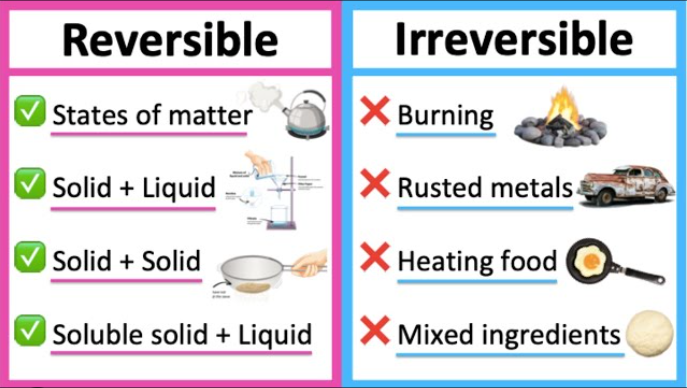 Reversible
States of matter
Solid + Liquid
Solid + Solid
Soluble solid + Liquid
Irreversible
Burning
Rusted metals
Heating food
Mixed ingredients